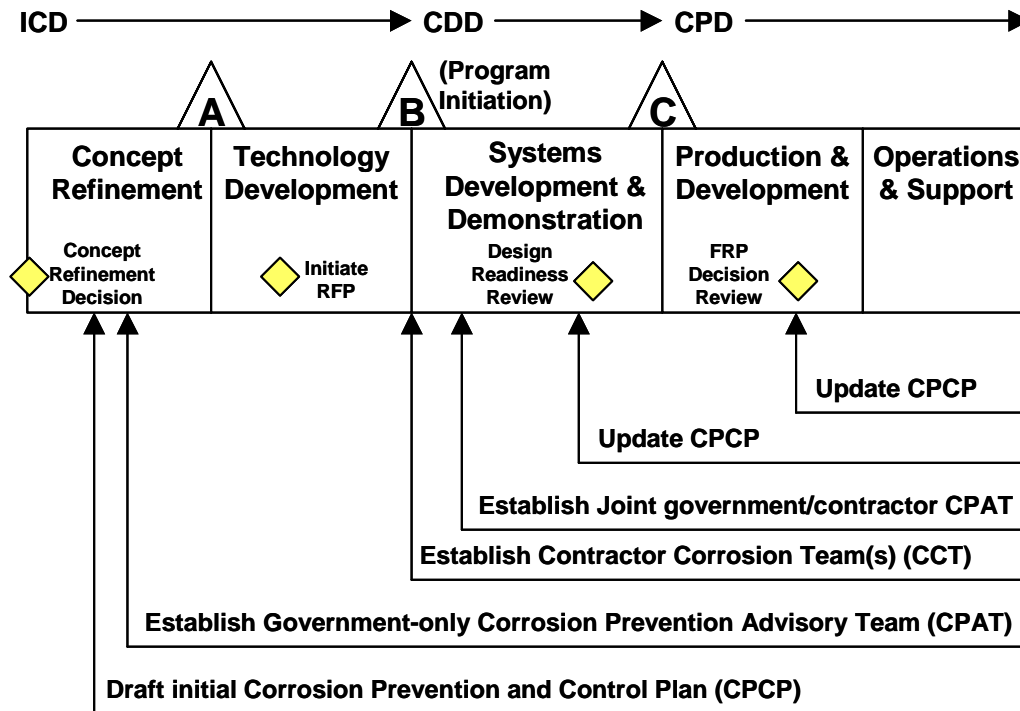 ICD
CDD
CPD
(Program
Initiation)
A
B
C
Concept
Refinement
Technology
Development
Systems
Development &
Demonstration
Production &
Development
Operations
& Support
Concept
Refinement
Decision
Initiate
RFP
Design
Readiness
Review
FRP
Decision
Review
Update CPCP
Update CPCP
Establish Joint government/contractor CPAT
Establish Contractor Corrosion Team(s) (CCT)
Establish Government-only Corrosion Prevention Advisory Team (CPAT)
Draft initial Corrosion Prevention and Control Plan (CPCP)